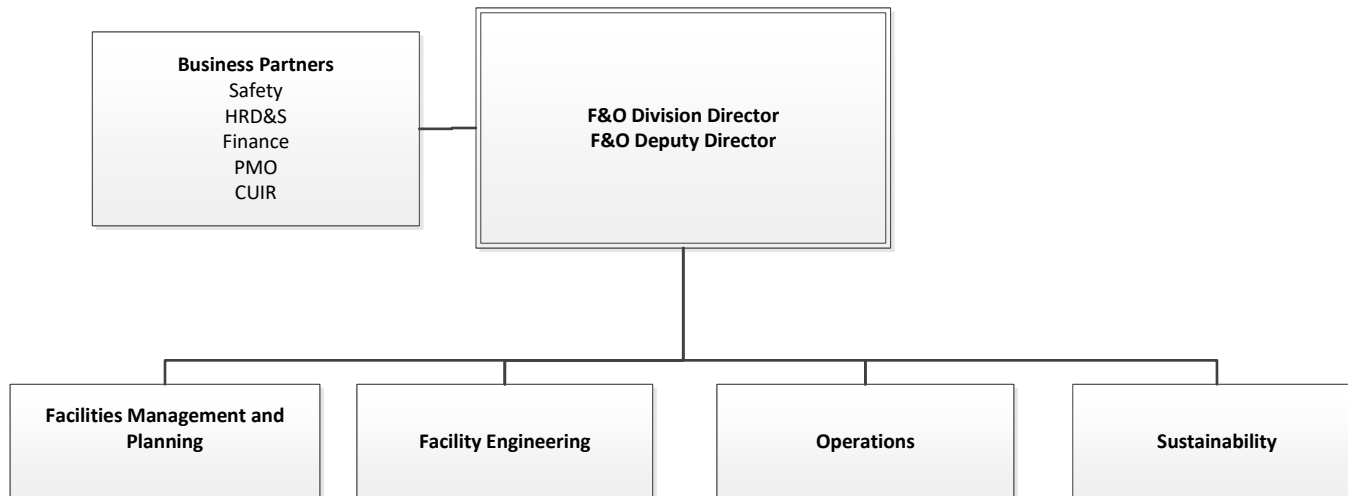 Business Partners
Safety
HRD&S
Finance
PMO
CUIR
F&O Division Director
F&O Deputy Director
Facilities Management and
Planning
Facility Engineering
Operations
Sustainability